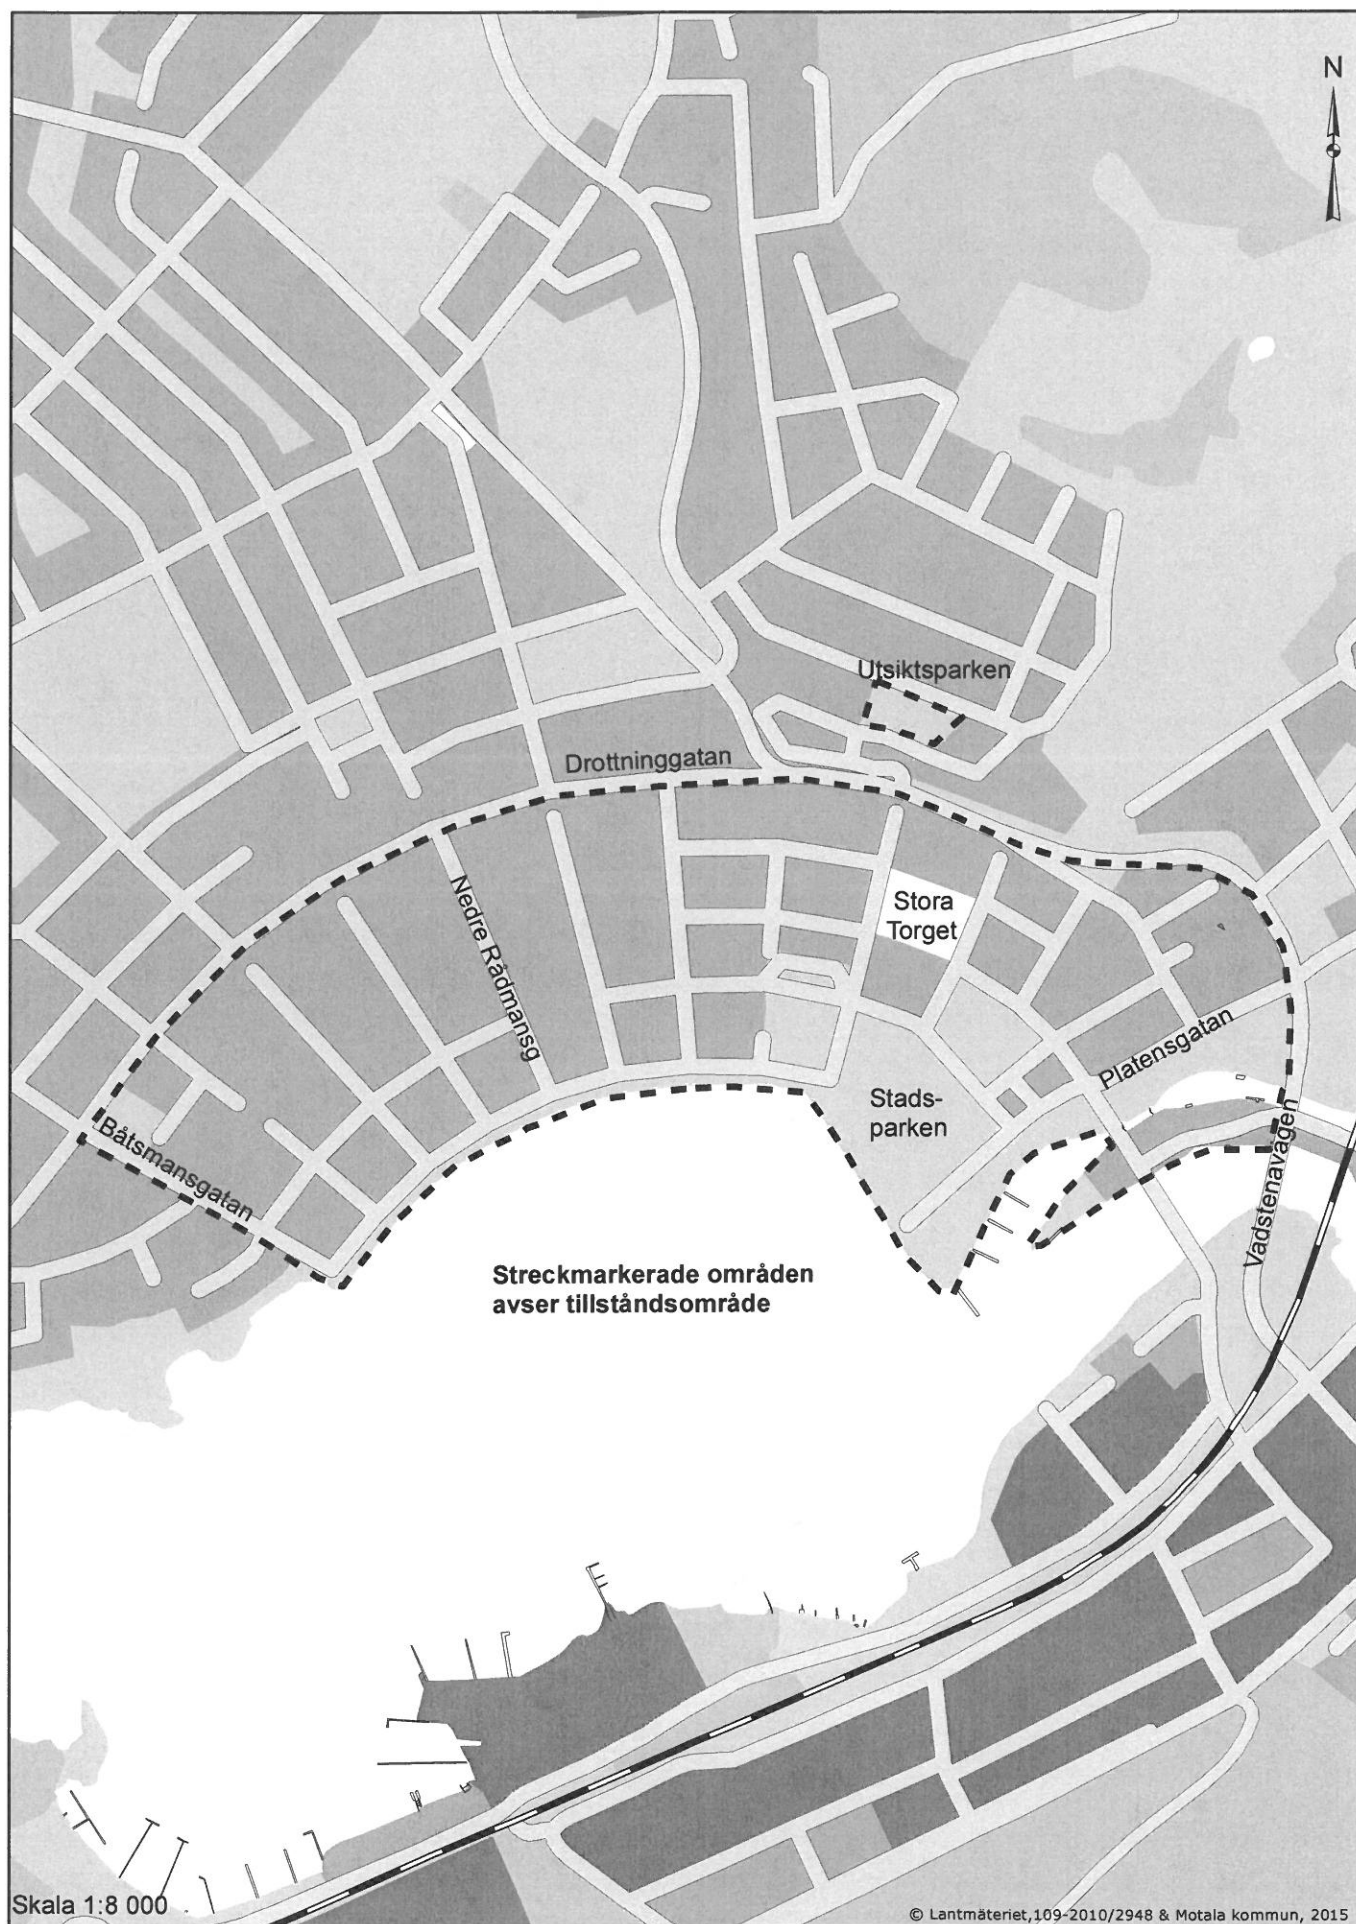 N
Utsiktsparken
Drottninggatan
Nedre Rådmansg
Stora
Torget
Platensgatan
Stads-
parken
Båtsmansgatan
Vadstenavägen
Streckmarkerade områden
avser tillståndsområde
Skala 1:8 000
© Lantmäteriet,109-2010/2948 & Motala kommun, 2015